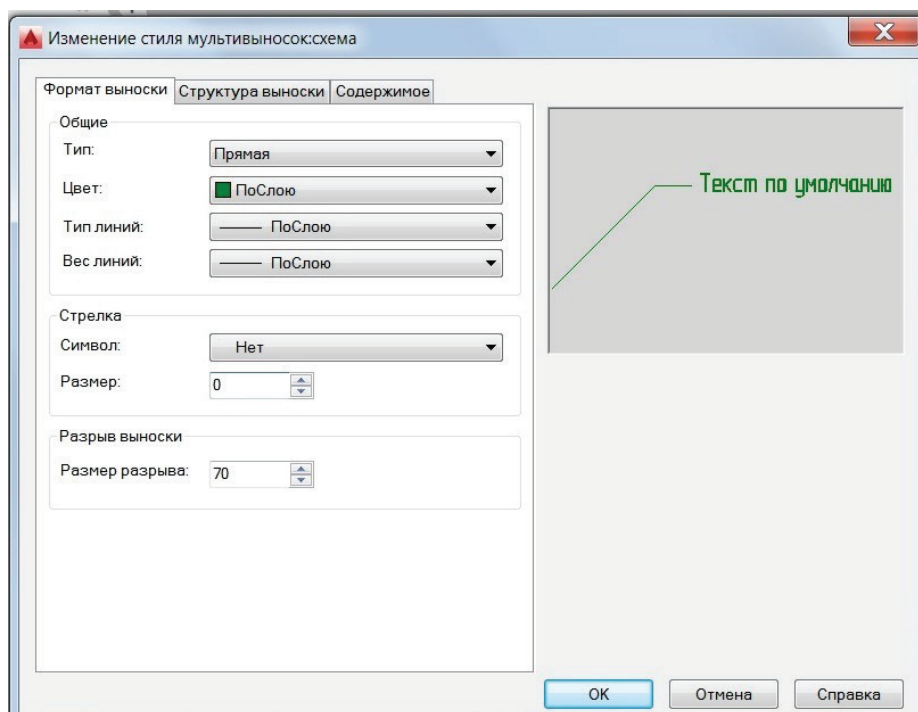 Изменение стиля мультивыносок:схема
Формат выноски Структура выноски Содержимое
Общие
Тип: Прямая
Цвет: ПоСлою
Тип линий: ПоСлою
Вес линий: ПоСлою
Стрелка
Символ: Нет
Размер: 0
Разрыв выноски
Размер разрыва: 70
Текст по умолчанию
OK Отмена Справка